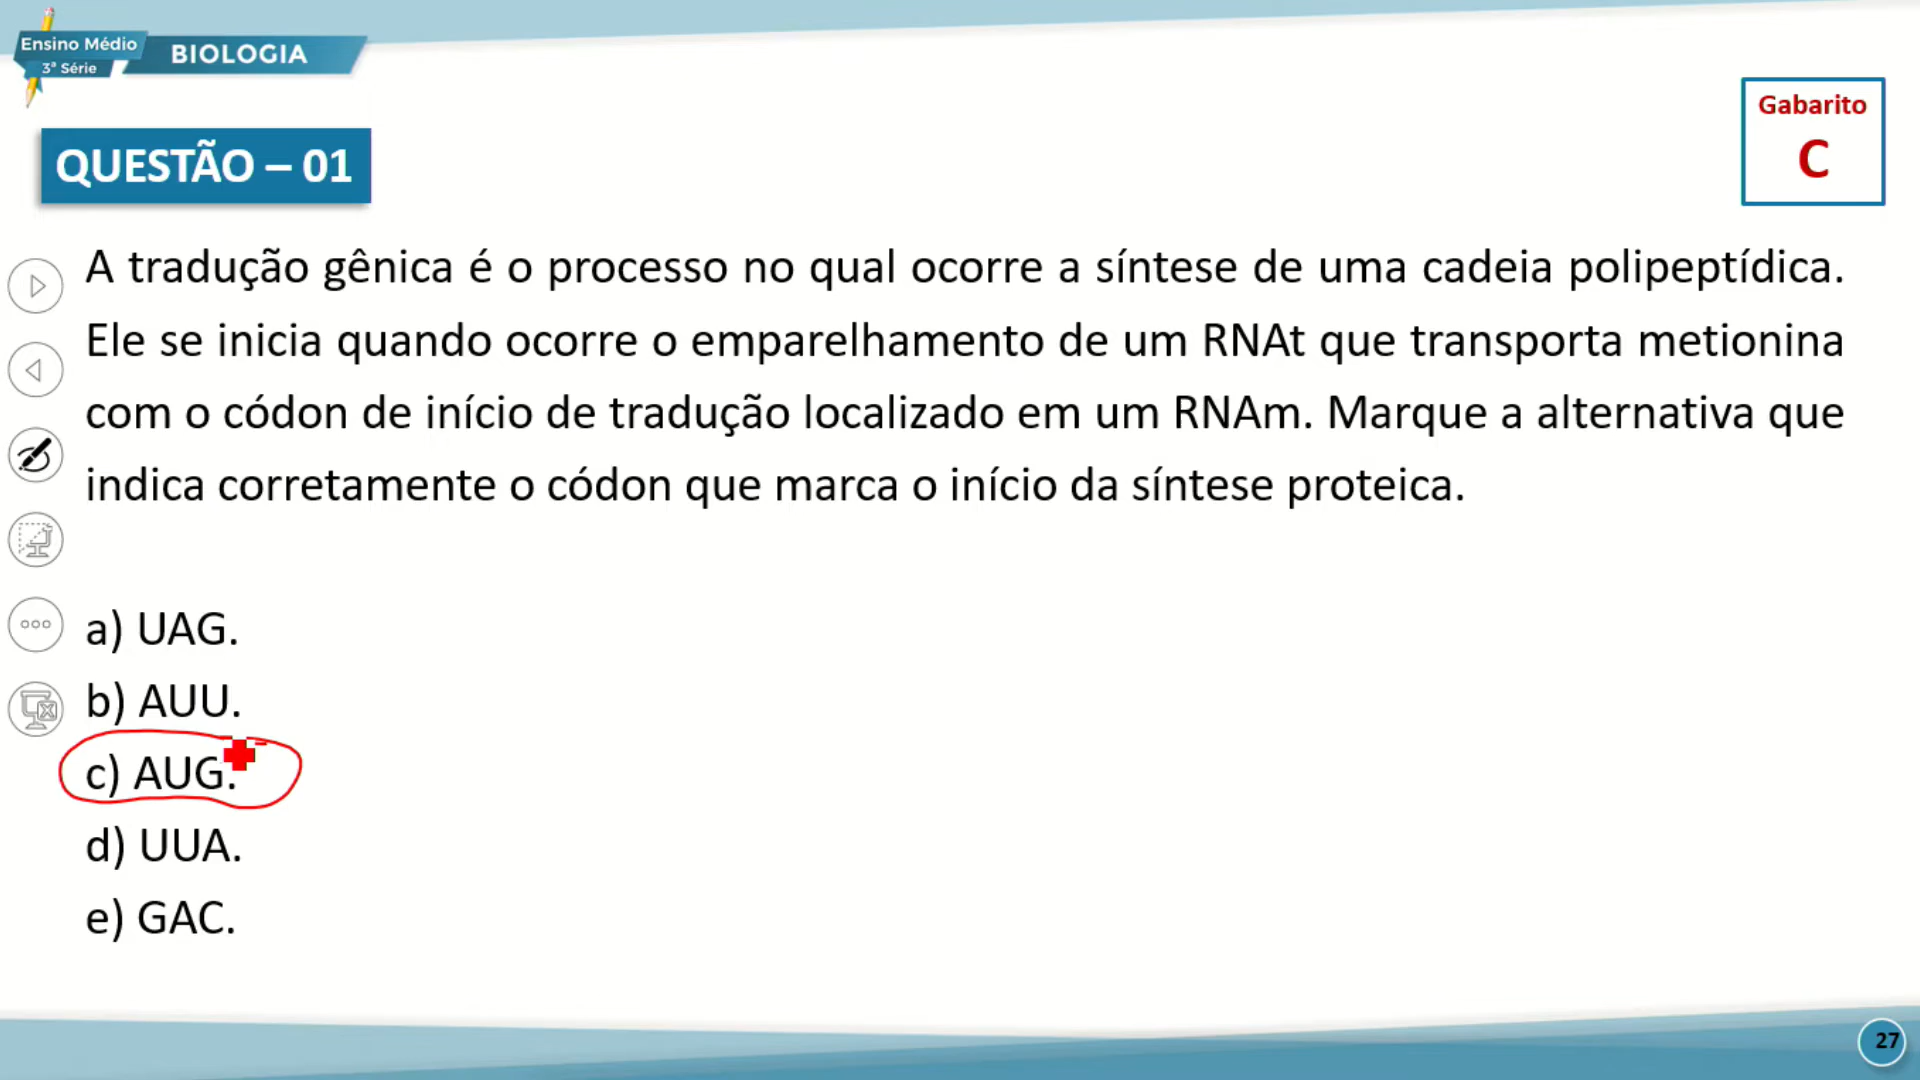 Ensino Médio
3ª Série
BIOLOGIA
Gabarito
C
QUESTÃO – 01
A tradução gênica é o processo no qual ocorre a síntese de uma cadeia polipeptídica.
Ele se inicia quando ocorre o emparelhamento de um RNAt que transporta metionina
com o códon de início de tradução localizado em um RNAm. Marque a alternativa que
indica corretamente o códon que marca o início da síntese proteica.
a) UAG.
b) AUU.
c) AUG.
d) UUA.
e) GAC.
27